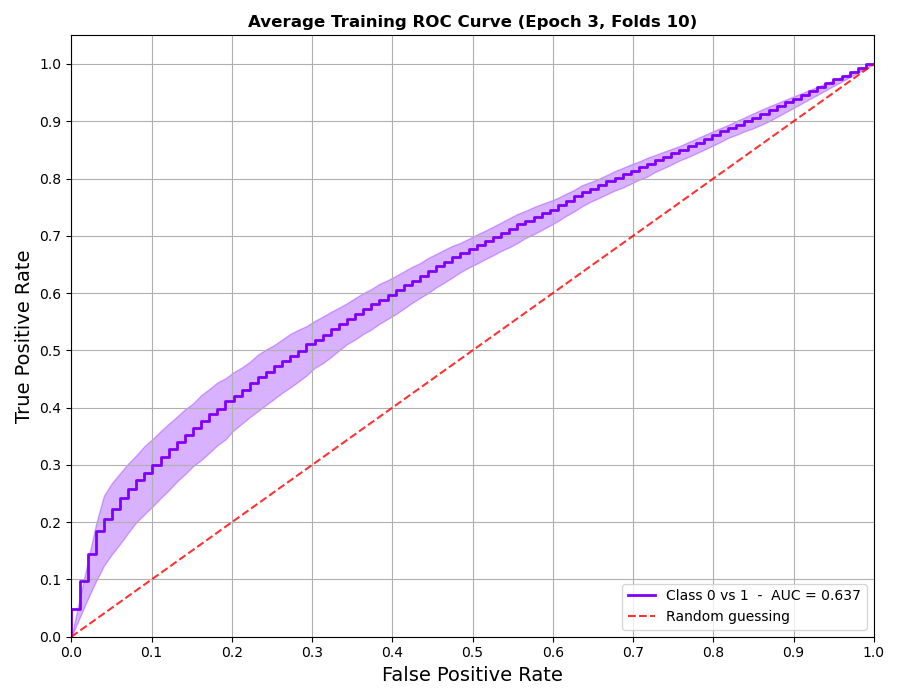 Average Training ROC Curve (Epoch 3, Folds 10)
True Positive Rate
1.0
0.9
0.8
0.7
0.6
0.5
0.4
0.3
0.2
0.1
0.0
Class 0 vs 1 - AUC = 0.637
Random guessing
0.0 0.1 0.2 0.3 0.4 0.5 0.6 0.7 0.8 0.9 1.0
False Positive Rate